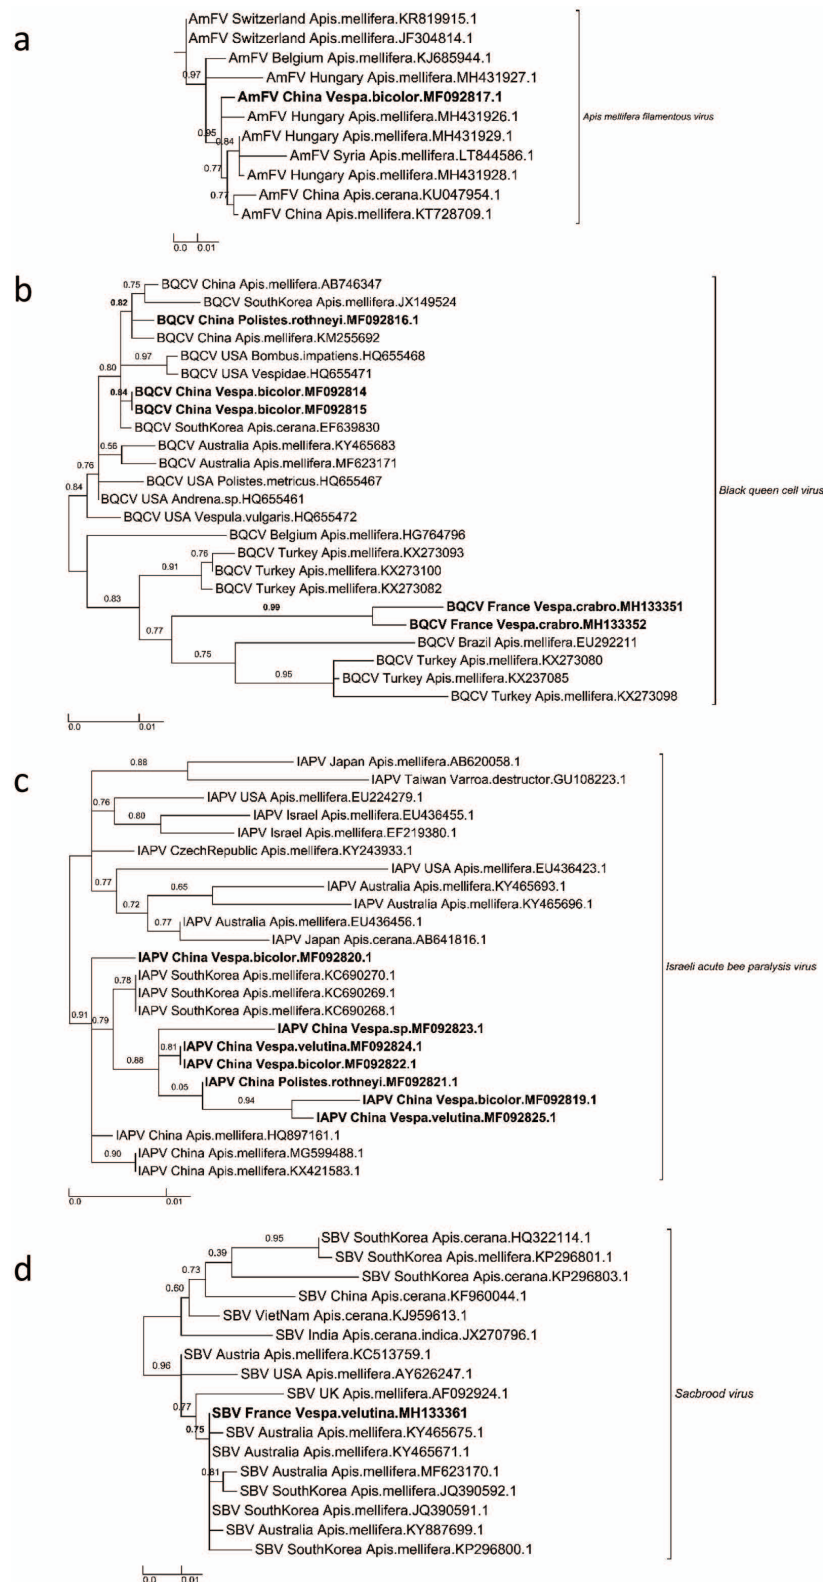 a
AmFV Switzerland Apis.mellifera.KR819915.1
AmFV Switzerland Apis.mellifera.JF304814.1
AmFV Belgium Apis.mellifera.KJ685944.1
0.97
AmFV Hungary Apis.mellifera.MH431927.1
AmFV China Vespa.bicolor.MF092817.1
AmFV Hungary Apis.mellifera.MH431926.1
Apis mellifera filamentous virus
0.95
0.84
AmFV Hungary Apis.mellifera.MH431929.1
AmFV Syria Apis.mellifera.LT844586.1
0.77
AmFV Hungary Apis.mellifera.MH431928.1
0.77
AmFV China Apis.cerana.KU047954.1
AmFV China Apis.mellifera.KT728709.1
0.0 0.01
b
0.75
BQCV China Apis.mellifera.AB746347
0.82
BQCV SouthKorea Apis.mellifera.JX149524
BQCV China Polistes.rothneyi.MF092816.1
BQCV China Apis.mellifera.KM255692
0.97
BQCV USA Bombus.impatiens.HQ655468
0.80
BQCV USA Vespidae.HQ655471
0.84
BQCV China Vespa.bicolor.MF092814
BQCV China Vespa.bicolor.MF092815
BQCV SouthKorea Apis.cerana.EF639830
0.56
BQCV Australia Apis.mellifera.KY465683
0.76
BQCV Australia Apis.mellifera.MF623171
BQCV USA Polistes.metricus.HQ655467
0.84
BQCV USA Andrena.sp.HQ655461
Black queen cell virus
BQCV USA Vespula.vulgaris.HQ655472
BQCV Belgium Apis.mellifera.HG764796
0.76
BQCV Turkey Apis.mellifera.KX273093
0.91
BQCV Turkey Apis.mellifera.KX273100
BQCV Turkey Apis.mellifera.KX273082
0.83
0.99
BQCV France Vespa.crabro.MH133351
BQCV France Vespa.crabro.MH133352
0.77
BQCV Brazil Apis.mellifera.EU292211
0.75
BQCV Turkey Apis.mellifera.KX273080
0.95
BQCV Turkey Apis.mellifera.KX237085
BQCV Turkey Apis.mellifera.KX273098
0.0 0.01
c
0.88
IAPV Japan Apis.mellifera.AB620058.1
IAPV Taiwan Varroa.destructor.GU108223.1
0.76
IAPV USA Apis.mellifera.EU224279.1
0.80
IAPV Israel Apis.mellifera.EU436455.1
IAPV Israel Apis.mellifera.EF219380.1
IAPV CzechRepublic Apis.mellifera.KY243933.1
0.77
IAPV USA Apis.mellifera.EU436423.1
0.65
IAPV Australia Apis.mellifera.KY465693.1
0.72
IAPV Australia Apis.mellifera.KY465696.1
0.77
IAPV Australia Apis.mellifera.EU436456.1
IAPV Japan Apis.cerana.AB641816.1
IAPV China Vespa.bicolor.MF092820.1
Israeli acute bee paralysis virus
0.78
IAPV SouthKorea Apis.mellifera.KC690270.1
IAPV SouthKorea Apis.mellifera.KC690269.1
IAPV SouthKorea Apis.mellifera.KC690268.1
0.91
0.79
IAPV China Vespa.sp.MF092823.1
0.81
IAPV China Vespa.velutina.MF092824.1
0.88
IAPV China Vespa.bicolor.MF092822.1
0.05
IAPV China Polistes.rothneyi.MF092821.1
0.94
IAPV China Vespa.bicolor.MF092819.1
IAPV China Vespa.velutina.MF092825.1
IAPV China Apis.mellifera.HQ897161.1
0.90
IAPV China Apis.mellifera.MG599488.1
IAPV China Apis.mellifera.KX421583.1
0.0 0.01
d
0.95
SBV SouthKorea Apis.cerana.HQ322114.1
0.39
SBV SouthKorea Apis.mellifera.KP296801.1
0.73
SBV SouthKorea Apis.cerana.KP296803.1
0.60
SBV China Apis.cerana.KF960044.1
SBV VietNam Apis.cerana.KJ959613.1
SBV India Apis.cerana.indica.JX270796.1
0.96
SBV Austria Apis.mellifera.KC513759.1
SBV USA Apis.mellifera.AY626247.1
0.77
SBV UK Apis.mellifera.AF092924.1
Sacbrood virus
SBV France Vespa.velutina.MH133361
0.75
SBV Australia Apis.mellifera.KY465675.1
SBV Australia Apis.mellifera.KY465671.1
0.81
SBV Australia Apis.mellifera.MF623170.1
SBV SouthKorea Apis.mellifera.JQ390592.1
SBV SouthKorea Apis.mellifera.JQ390591.1
SBV Australia Apis.mellifera.KY887699.1
SBV SouthKorea Apis.mellifera.KP296800.1
0.0 0.01